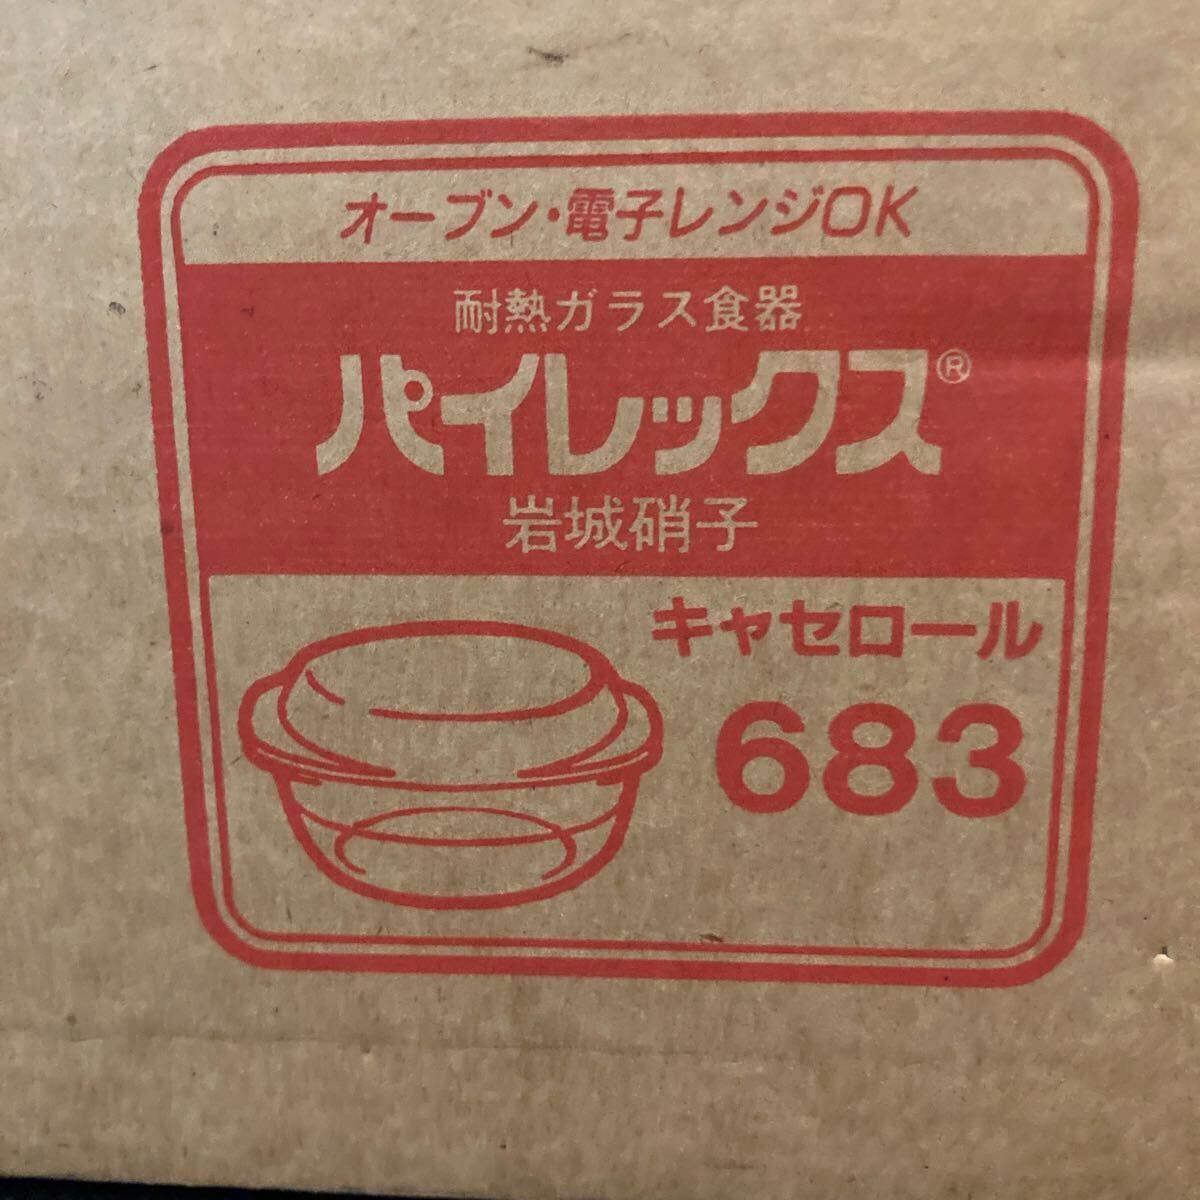 オーブン・電子レンジOK
耐熱ガラス食器
パイレックス®
岩城硝子
キャセロール
683